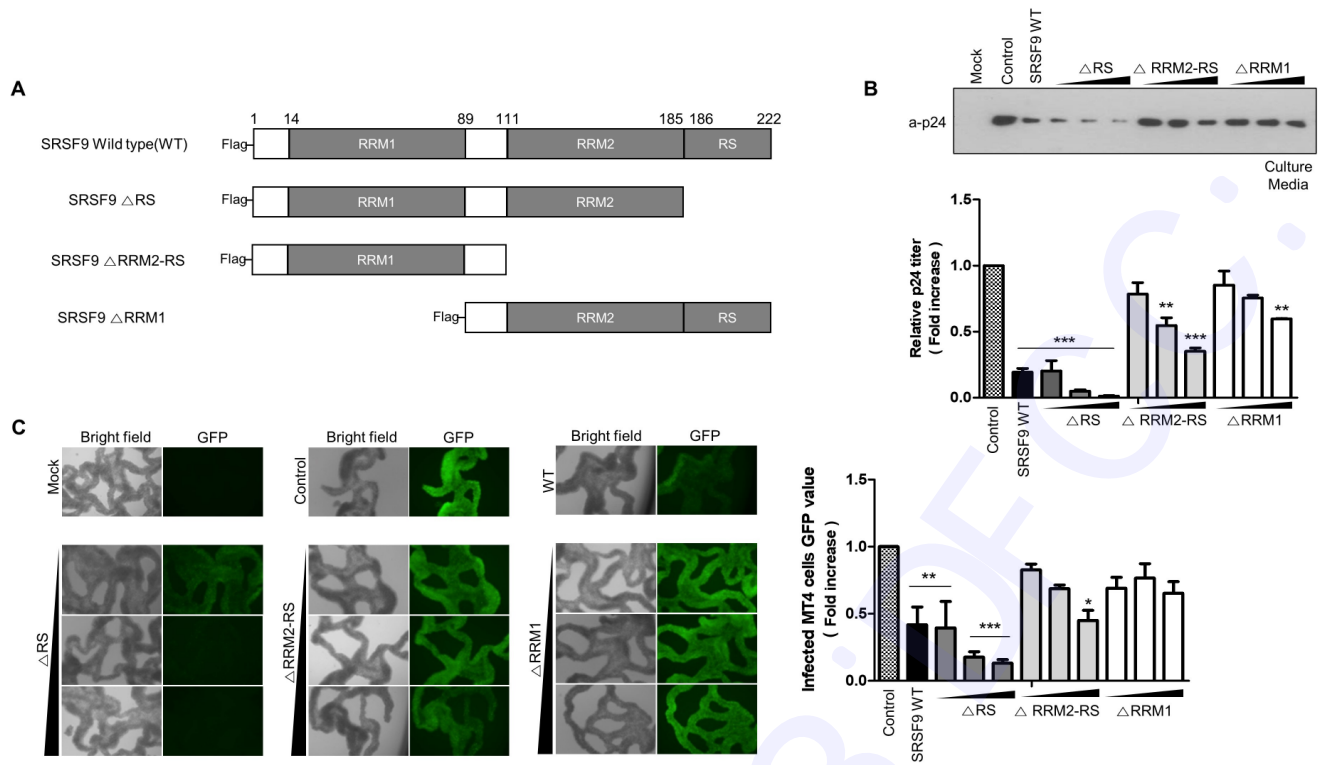 A
1 14 89 111 185 186 222
SRSF9 Wild type(WT) Flag RRM1 RRM2 RS
SRSF9 △RS Flag RRM1 RRM2
SRSF9 △RRM2-RS Flag RRM1
SRSF9 △RRM1 Flag RRM2 RS
B
Mock
Control
SRSF9 WT
△RS △ RRM2-RS △RRM1
a-p24
Culture
Media
Relative p24 titer
( Fold increase )
1.5
1.0
0.5
0.0
***
**
***
**
Control
SRSF9 WT
△RS △ RRM2-RS △RRM1
C
Bright field GFP Bright field GFP Bright field GFP
Mock
Control
WT
△RS
△RRM2-RS
△RRM1
Infected MT4 cells GFP value
( Fold increase )
1.5
1.0
0.5
0.0
**
***
*
Control
SRSF9 WT
△RS △ RRM2-RS △RRM1